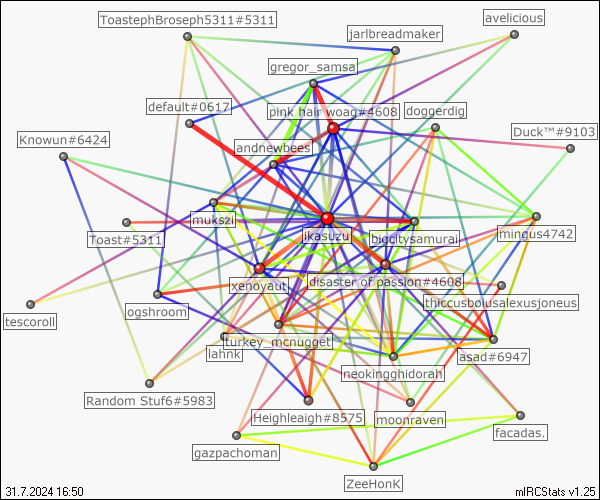 ToastephBroseph5311#5311
avelicious
jarlbreadmaker
gregor_samsa
default#0617
pink hair woag#4608
doggerdig
Duck™#9103
Knowun#6424
andnewbees
mukszi
mingus4742
Toast#5311
ikasuzu
bigcitysamurai
xenoyaut
disaster of passion#4608
thiccusboiusalexusjoneus
tescoroll
ogshroom
turkey_mcnugget
lahnk
asad#6947
neokingghidorah
Random Stuf6#5983
Heighleaigh#8575
moonraven
facadas.
gazpachoman
ZeeHonK
31.7.2024 16:50
mIRCStats v1.25